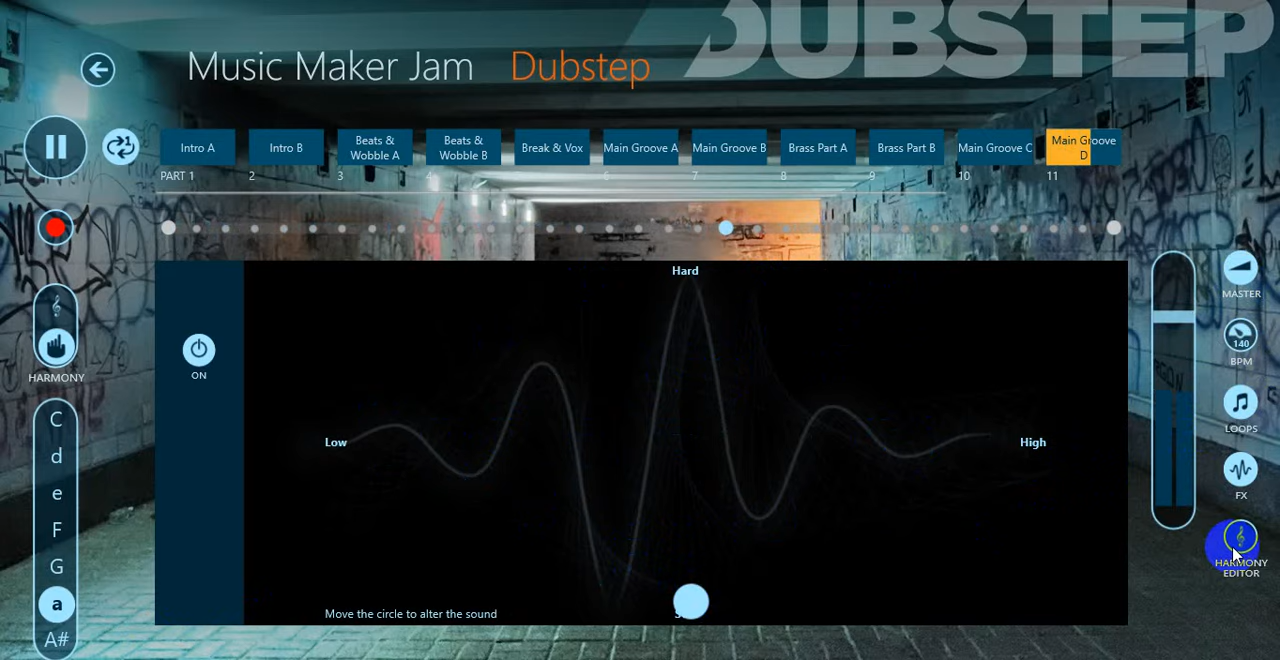 DUBSTEP
Music Maker Jam Dubstep
Intro A
Intro B
Beats &
Wobble A
Beats &
Wobble B
Break & Vox
Main Groove A
Main Groove B
Brass Part A
Brass Part B
Main Groove C
Main Groove
D
PART 1
2
3
4
5
6
7
8
9
10
11
Hard
ON
Low
High
Move the circle to alter the sound
HARMONY
C
d
e
F
G
a
A#
MASTER
140
BPM
LOOPS
FX
HARMONY
EDITOR